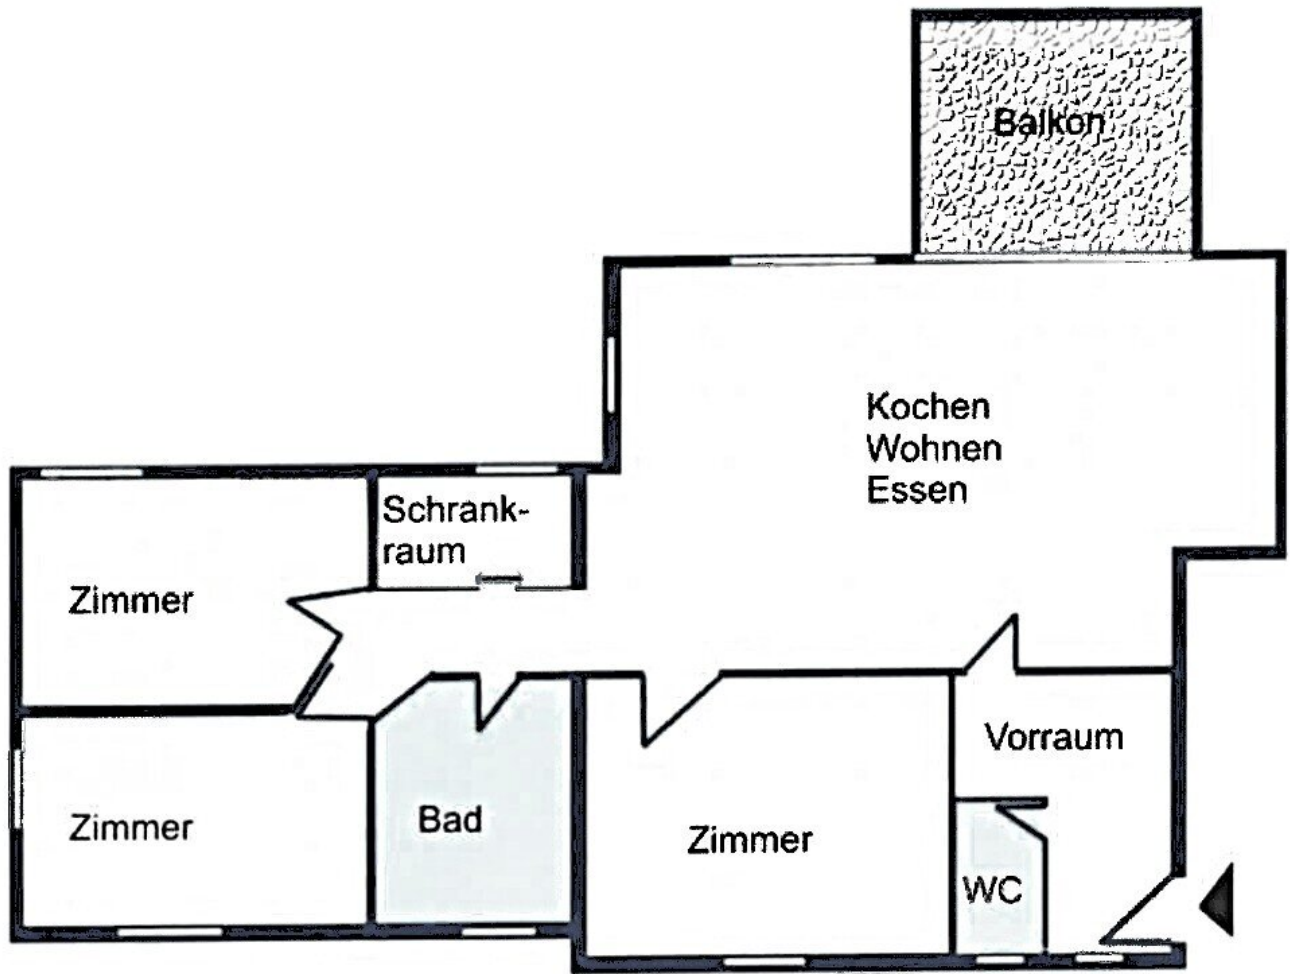 Balkon
Kochen
Wohnen
Essen
Schrank-
raum
Zimmer
Vorraum
Zimmer
Bad
Zimmer
WC